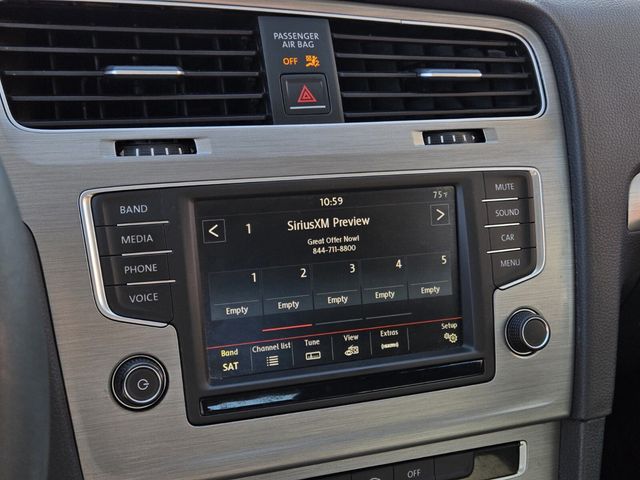 PASSENGER
AIR BAG
OFF
10:59
75°F
BAND
MEDIA
PHONE
VOICE
MUTE
SOUND
CAR
MENU
1
SiriusXM Preview
Great Offer Now!
844-711-8800
1 2 3 4 5
Empty Empty Empty Empty Empty
Band Channel list Tune View Extras Setup
SAT
OFF